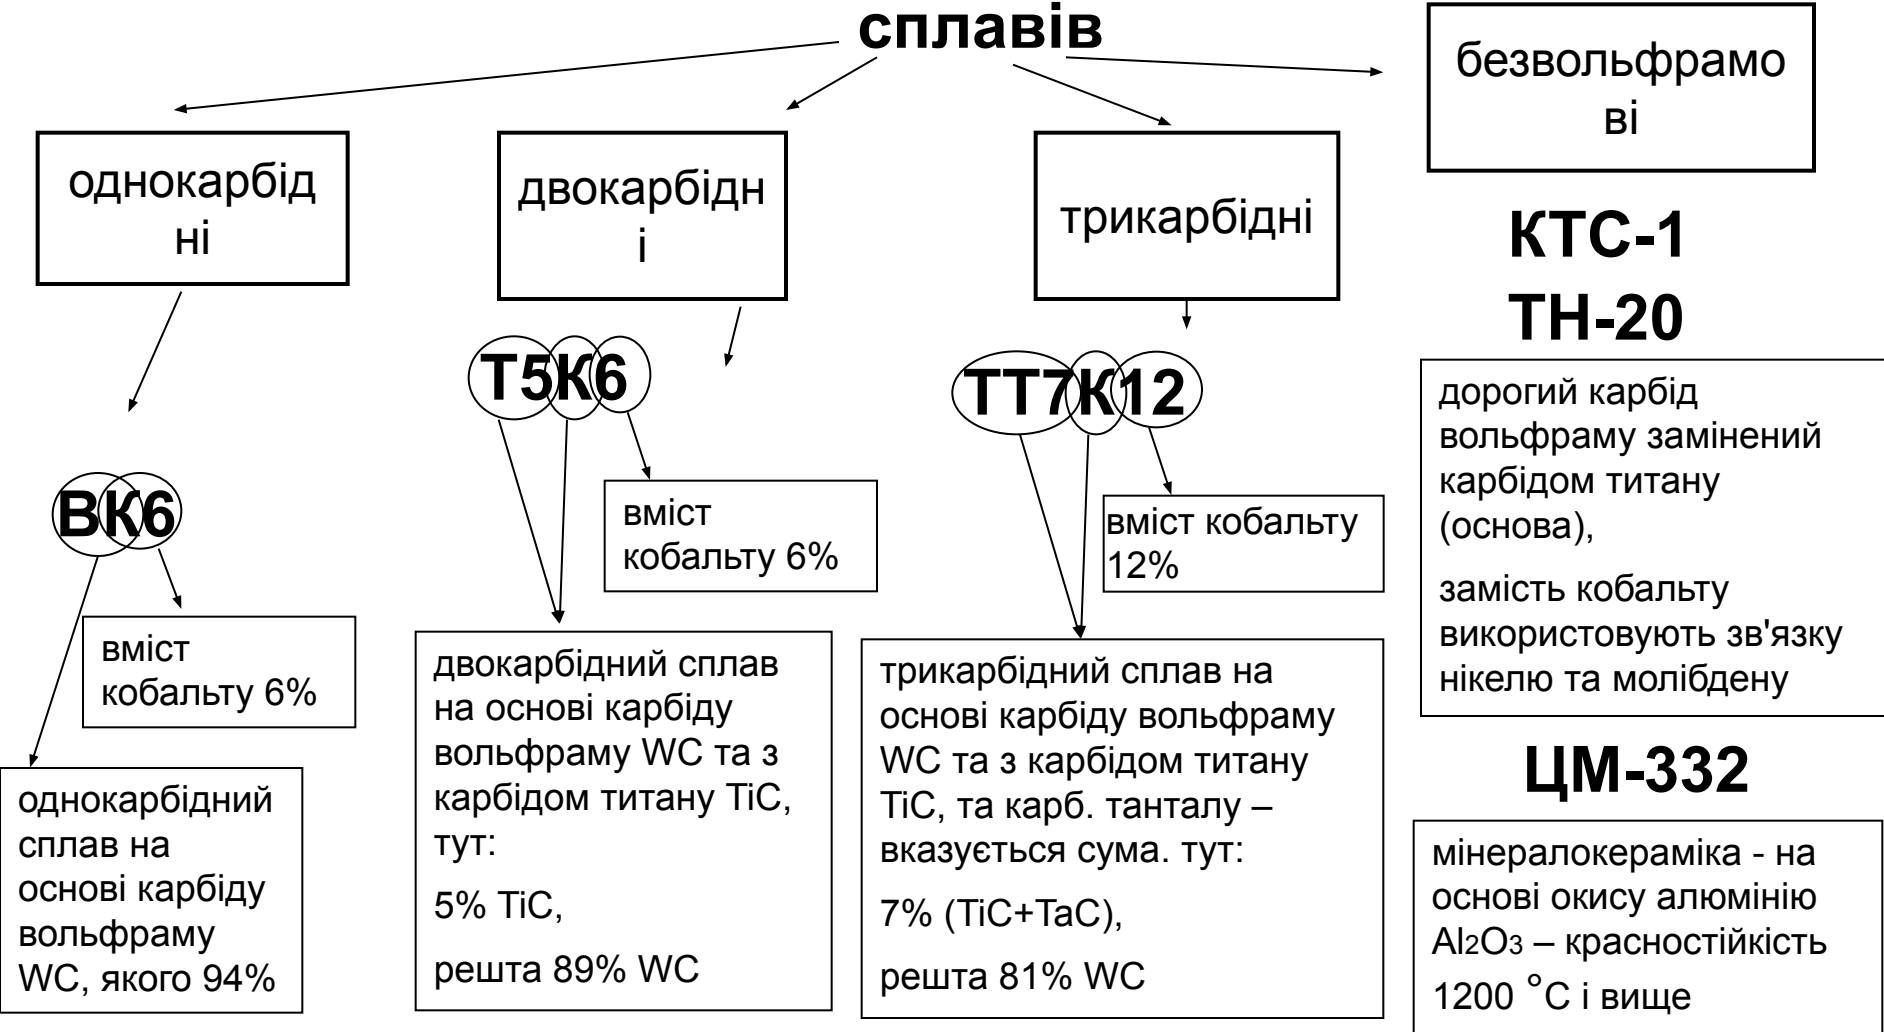 сплавів
однокарбід
ні
ВК6
вміст
кобальту 6%
однокарбідний
сплав на
основі карбіду
вольфраму
WC, якого 94%
двокарбідн
і
Т5К6
вміст
кобальту 6%
двокарбідний сплав
на основі карбіду
вольфраму WC та з
карбідом титану TiC,
тут:
5% TiC,
решта 89% WC
трикарбідні
ТТ7К12
вміст кобальту
12%
трикарбідний сплав на
основі карбіду вольфраму
WC та з карбідом титану
TiC, та карб. танталу –
вказується сума. тут:
7% (TiC+TaC),
решта 81% WC
безвольфрамо
ві
КТС-1
ТН-20
дорогий карбід
вольфраму замінений
карбідом титану
(основа),
замість кобальту
використовують зв'язку
нікелю та молібдену
ЦМ-332
мінералокераміка - на
основі окису алюмінію
Al2O3 – красностійкість
1200 °С і вище